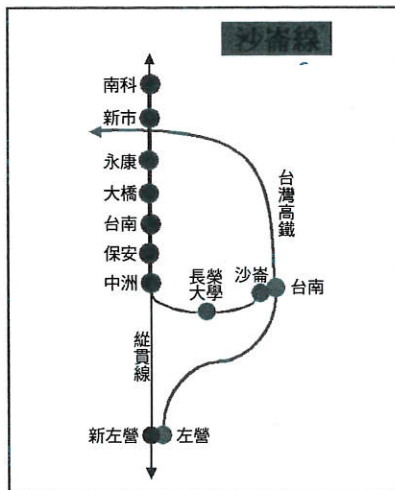 沙崙線
南科
新市
永康
大橋
台南
保安
中洲
長榮
大學
沙崙
台南
台灣高鐵
縱貫線
新左營
左營